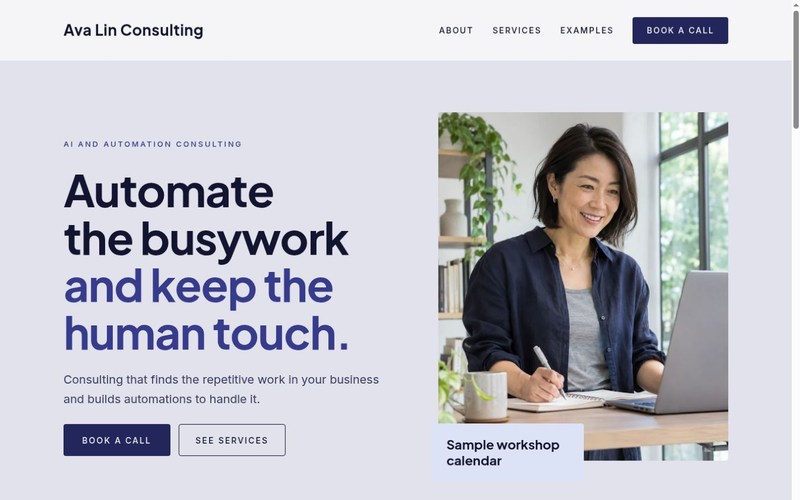 Ava Lin Consulting
ABOUT
SERVICES
EXAMPLES
BOOK A CALL
AI AND AUTOMATION CONSULTING
Automate
the busywork
and keep the
human touch.
Consulting that finds the repetitive work in your business
and builds automations to handle it.
BOOK A CALL
SEE SERVICES
Sample workshop
calendar